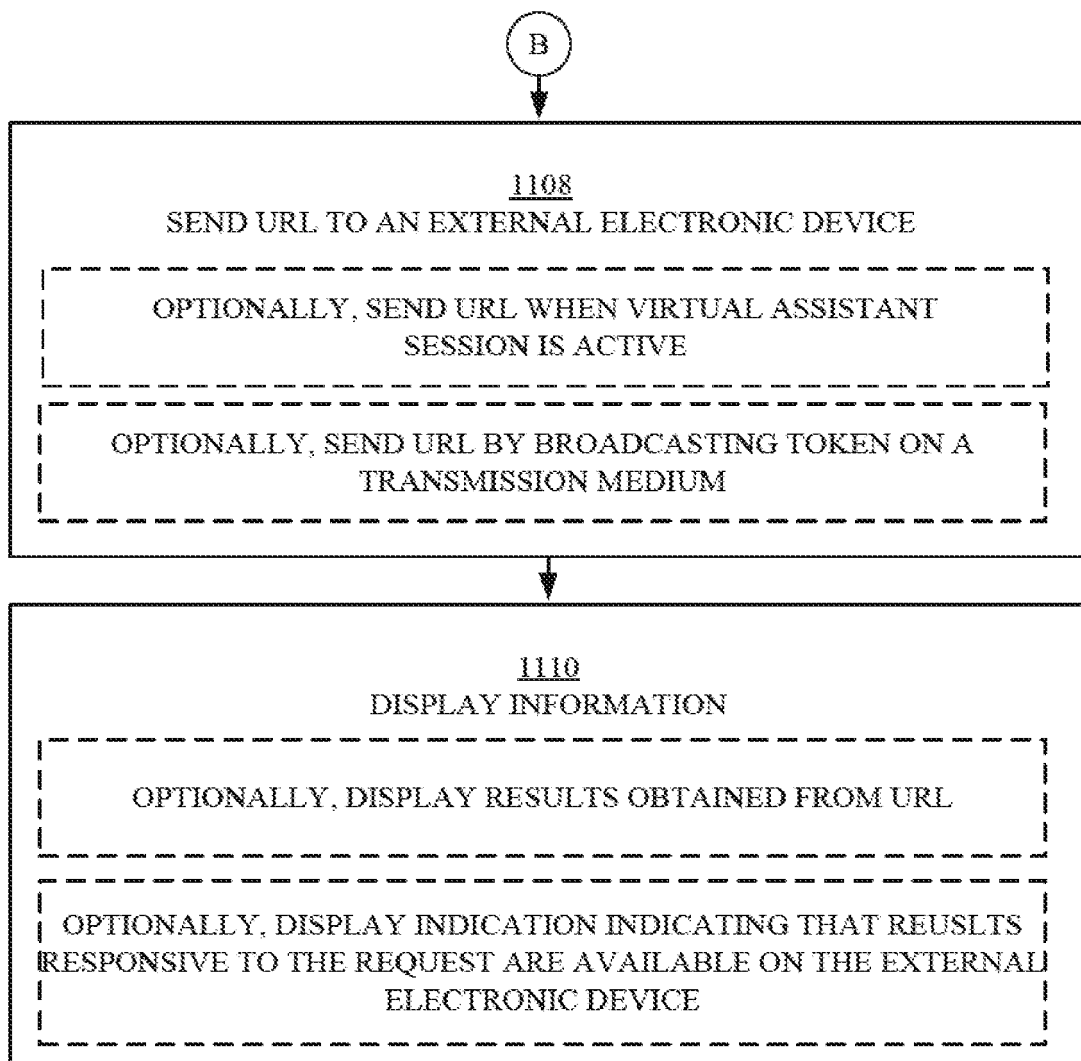 B
1108
SEND URL TO AN EXTERNAL ELECTRONIC DEVICE
OPTIONALLY, SEND URL WHEN VIRTUAL ASSISTANT
SESSION IS ACTIVE
OPTIONALLY, SEND URL BY BROADCASTING TOKEN ON A
TRANSMISSION MEDIUM
1110
DISPLAY INFORMATION
OPTIONALLY, DISPLAY RESULTS OBTAINED FROM URL
OPTIONALLY, DISPLAY INDICATION INDICATING THAT REUSLTS
RESPONSIVE TO THE REQUEST ARE AVAILABLE ON THE EXTERNAL
ELECTRONIC DEVICE